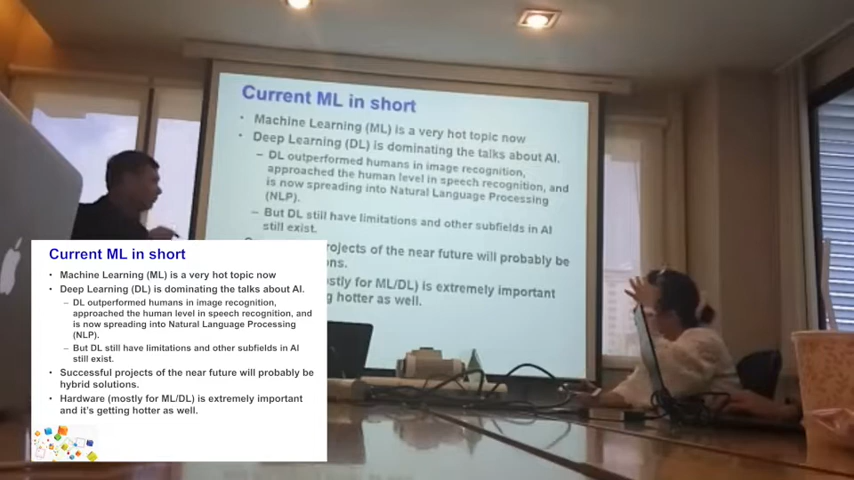 Current ML in short
• Machine Learning (ML) is a very hot topic now
• Deep Learning (DL) is dominating the talks about AI.
– DL outperformed humans in image recognition,
approached the human level in speech recognition, and
is now spreading into Natural Language Processing
(NLP).
– But DL still have limitations and other subfields in AI
still exist.
rojects of the near future will probably be
ns.
stly for ML/DL) is extremely important
g hotter as well.
Current ML in short
• Machine Learning (ML) is a very hot topic now
• Deep Learning (DL) is dominating the talks about AI.
– DL outperformed humans in image recognition,
approached the human level in speech recognition, and
is now spreading into Natural Language Processing
(NLP).
– But DL still have limitations and other subfields in AI
still exist.
• Successful projects of the near future will probably be
hybrid solutions.
• Hardware (mostly for ML/DL) is extremely important
and it's getting hotter as well.